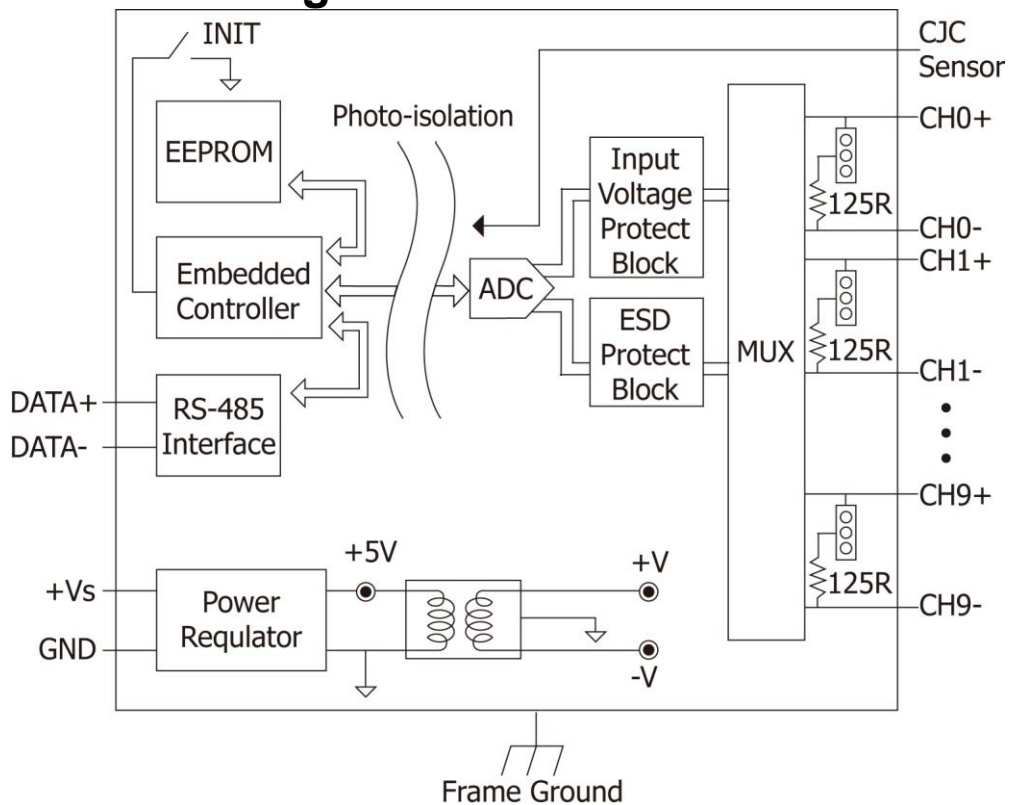 INIT
CJC
Sensor
EEPROM
Photo-isolation
Input
Voltage
Protect
Block
CH0+
125R
CH0-
Embedded
Controller
ADC
CH1+
ESD
Protect
Block
MUX
125R
CH1-
DATA+
DATA-
RS-485
Interface
CH9+
125R
CH9-
+Vs
GND
Power
Requlator
+5V
+V
-V
Frame Ground